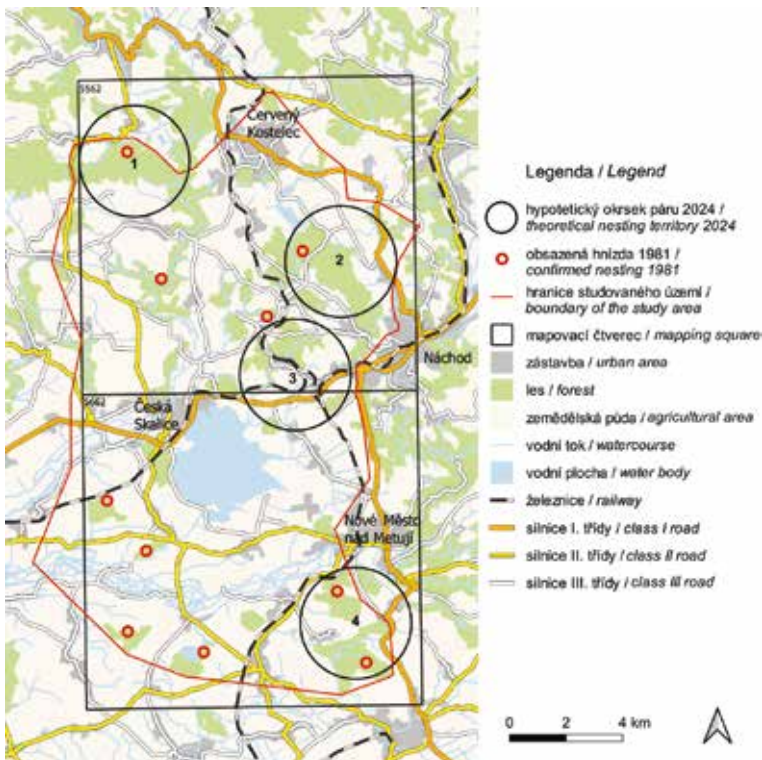 5562
Červený
Kostelec
1
2
3
Náchod
Česká
Skalice
5662
Nové Město
nad Metují
4
Legenda / Legend
hypotetický okrsek páru 2024 /
theoretical nesting territory 2024
obsazená hnízda 1981 /
confirmed nesting 1981
hranice studovaného území /
boundary of the study area
mapovací čtverec / mapping square
zástavba / urban area
les / forest
zemědělská půda / agricultural area
vodní tok / watercourse
vodní plocha / water body
železnice / railway
silnice I. třídy / class I road
silnice II. třídy / class II road
silnice III. třídy / class III road
0 2 4 km